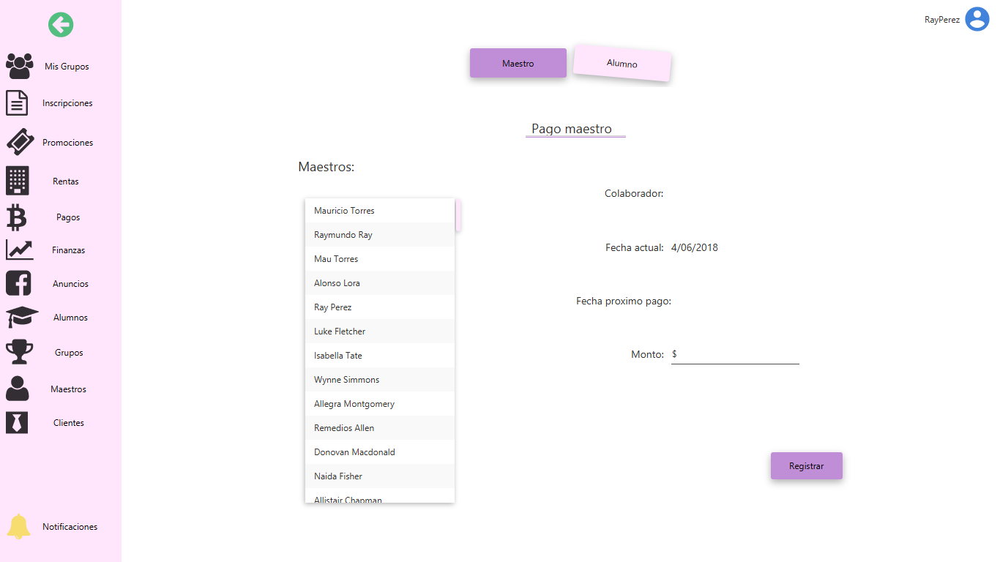 RayPerez
Mis Grupos
Inscripciones
Promociones
Rentas
Pagos
Finanzas
Anuncios
Alumnos
Grupos
Maestros
Clientes
Notificaciones
Maestro
Alumno
Pago maestro
Maestros:
Mauricio Torres
Raymundo Ray
Mau Torres
Alonso Lora
Ray Perez
Luke Fletcher
Isabella Tate
Wynne Simmons
Allegra Montgomery
Remedios Allen
Donovan Macdonald
Naida Fisher
Allistair Chapman
Colaborador:
Fecha actual: 4/06/2018
Fecha proximo pago:
Monto: $
Registrar